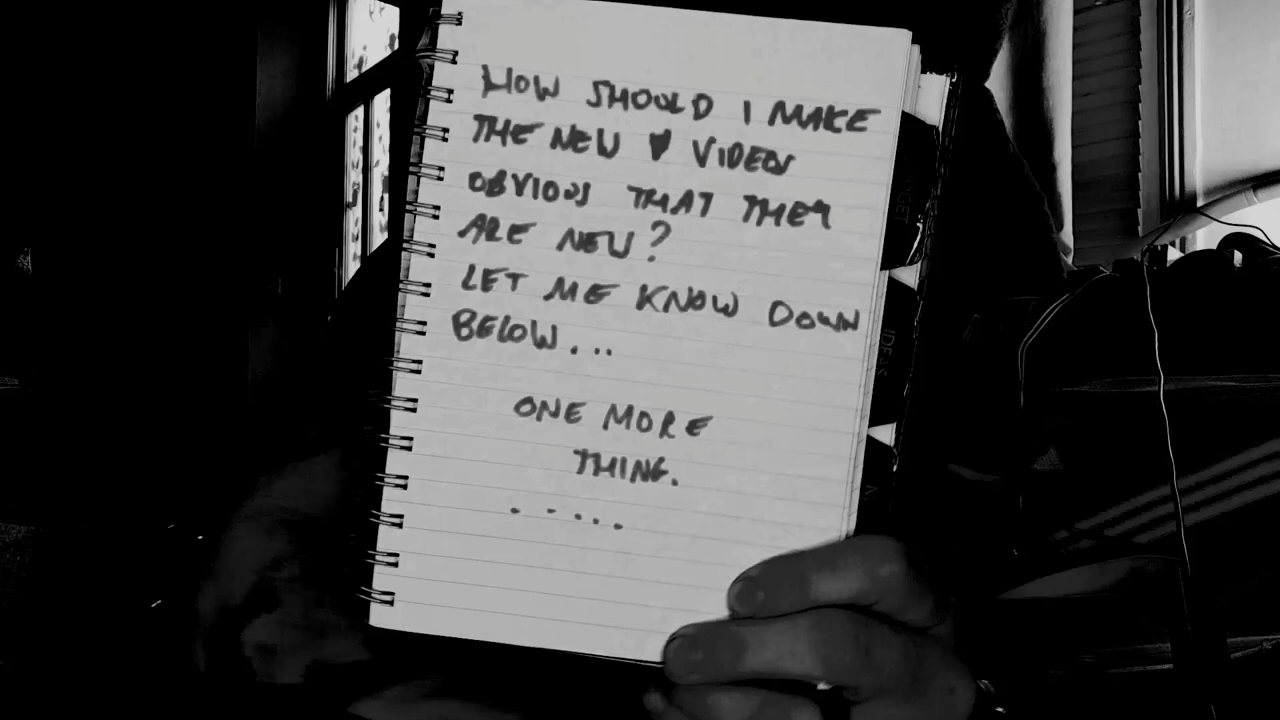 HOW SHOULD I MAKE
THE NEW ♥ VIDEOS
OBVIOUS THAT THEY
ARE NEW?
LET ME KNOW DOWN
BELOW...
ONE MORE
THING.
.....
IDEAS